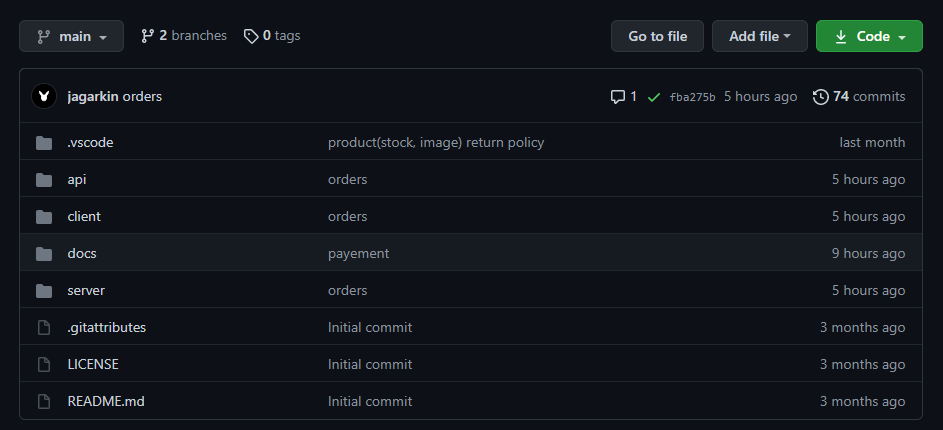 main 2 branches 0 tags Go to file Add file Code
jagarkin orders 1 fba275b 5 hours ago 74 commits
.vscode product(stock, image) return policy last month
api orders 5 hours ago
client orders 5 hours ago
docs payement 9 hours ago
server orders 5 hours ago
.gitattributes Initial commit 3 months ago
LICENSE Initial commit 3 months ago
README.md Initial commit 3 months ago